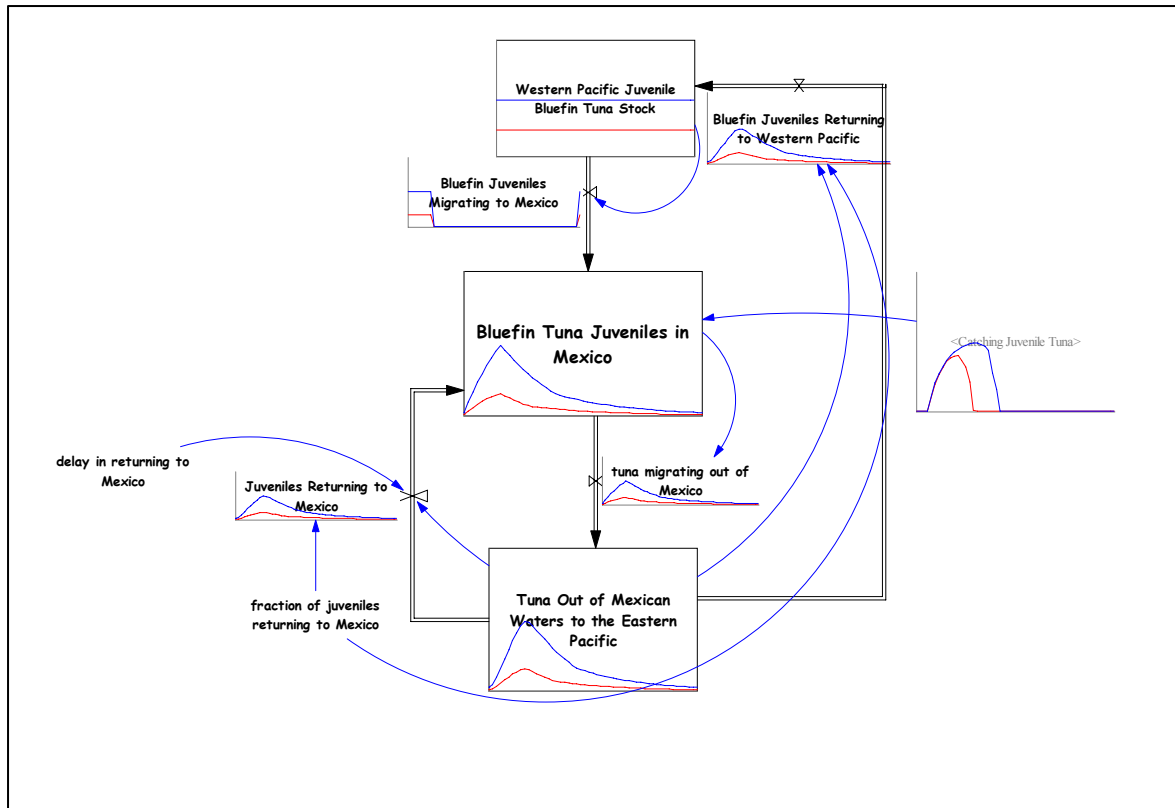 Western Pacific Juvenile
Bluefin Tuna Stock
Bluefin Juveniles Returning
to Western Pacific
Bluefin Juveniles
Migrating to Mexico
Bluefin Tuna Juveniles in
Mexico
<Catching Juvenile Tuna>
delay in returning to
Mexico
Juveniles Returning to
Mexico
tuna migrating out of
Mexico
fraction of juveniles
returning to Mexico
Tuna Out of Mexican
Waters to the Eastern
Pacific